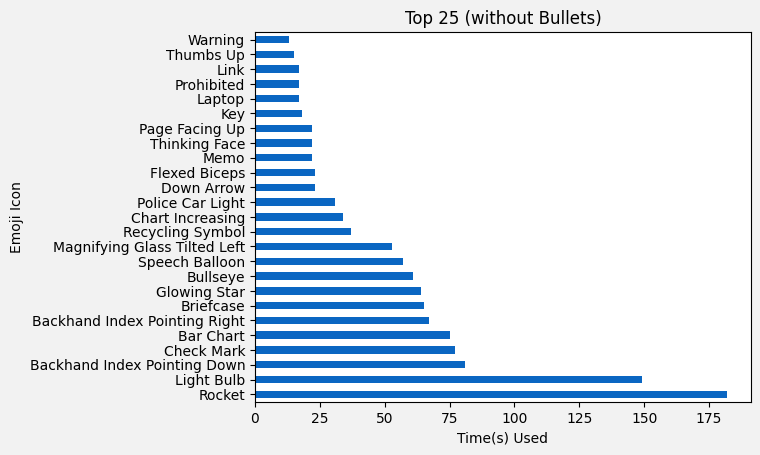 Top 25 (without Bullets)
Emoji Icon
Warning
Thumbs Up
Link
Prohibited
Laptop
Key
Page Facing Up
Thinking Face
Memo
Flexed Biceps
Down Arrow
Police Car Light
Chart Increasing
Recycling Symbol
Magnifying Glass Tilted Left
Speech Balloon
Bullseye
Glowing Star
Briefcase
Backhand Index Pointing Right
Bar Chart
Check Mark
Backhand Index Pointing Down
Light Bulb
Rocket
0 25 50 75 100 125 150 175
Time(s) Used